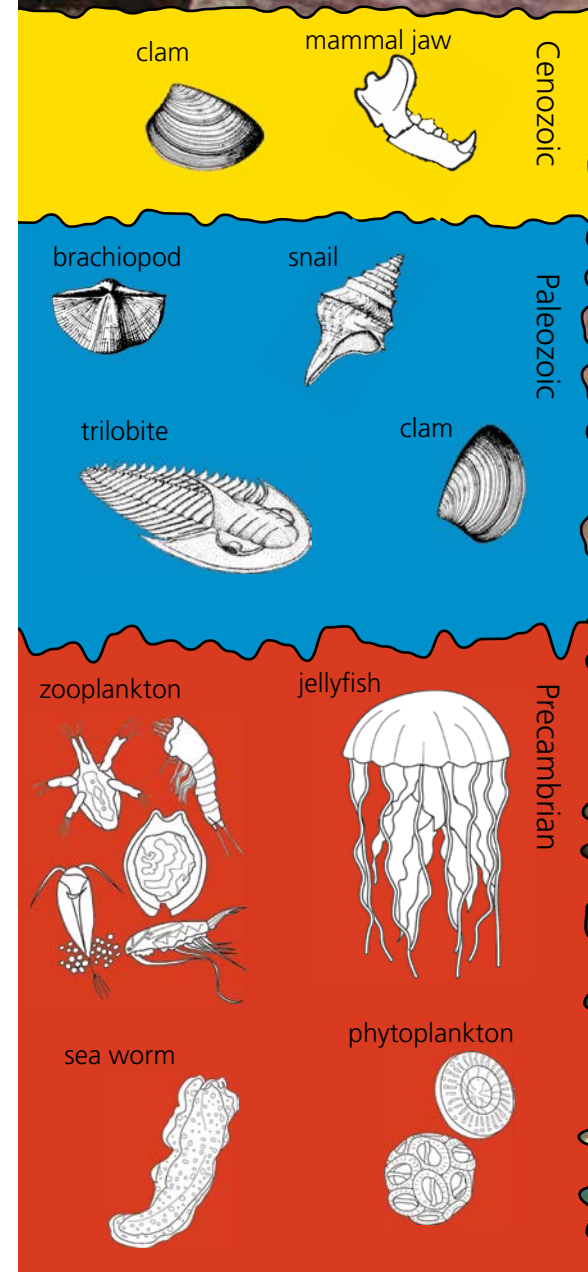 clam
mammal jaw
Cenozoic
brachiopod
snail
Paleozoic
trilobite
clam
zooplankton
jellyfish
Precambrian
sea worm
phytoplankton